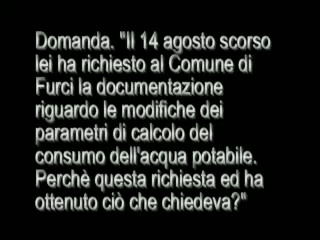 Domanda. "Il 14 agosto scorso
lei ha richiesto al Comune di
Furci la documentazione
riguardo le modifiche dei
parametri di calcolo del
consumo dell'acqua potabile.
Perchè questa richiesta ed ha
ottenuto ciò che chiedeva?"